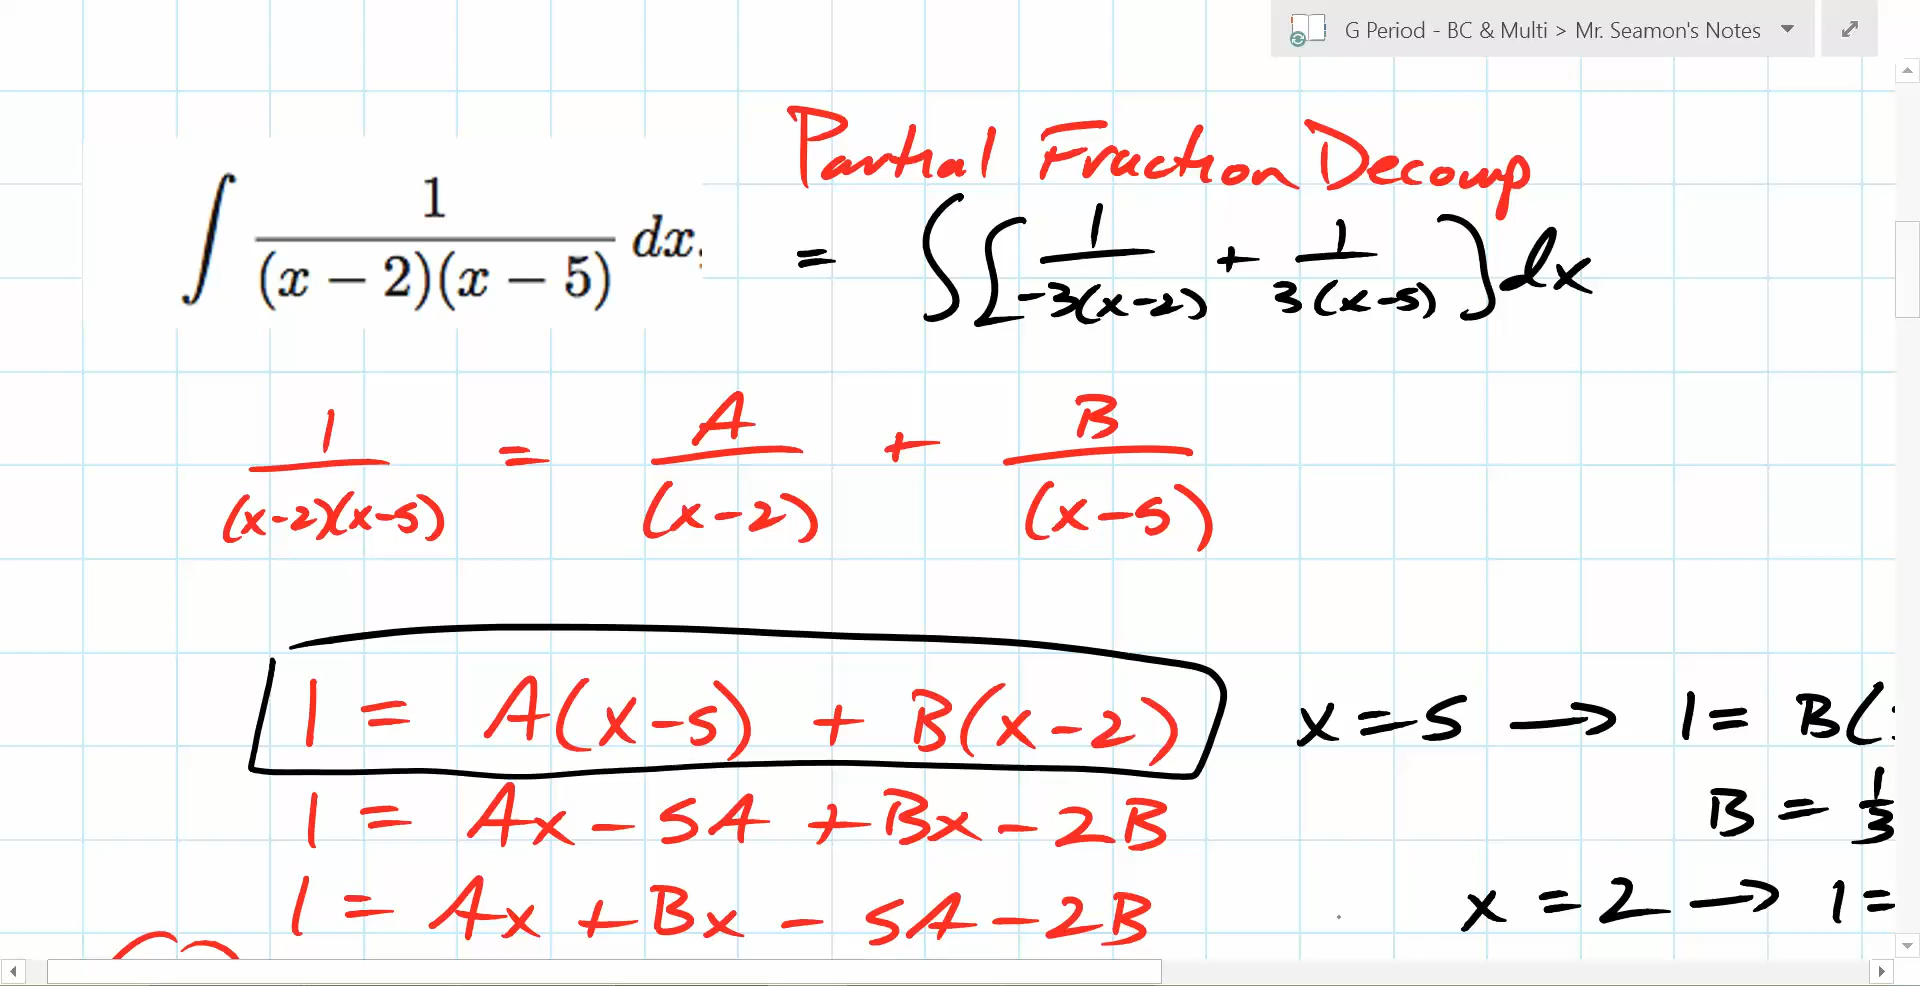 G Period - BC & Multi > Mr. Seamon's Notes
Partial Fraction Decomp
∫ 1/((x − 2)(x − 5)) dx,
= ∫[1/(-3(x-2)) + 1/(3(x-5))]dx
1/((x-2)(x-5)) = A/(x-2) + B/(x-5)
1 = A(x-5) + B(x-2)
x=5 → 1= B(
1 = Ax - 5A + Bx - 2B
B = 1/3
1 = Ax + Bx - 5A - 2B
x = 2 → 1=